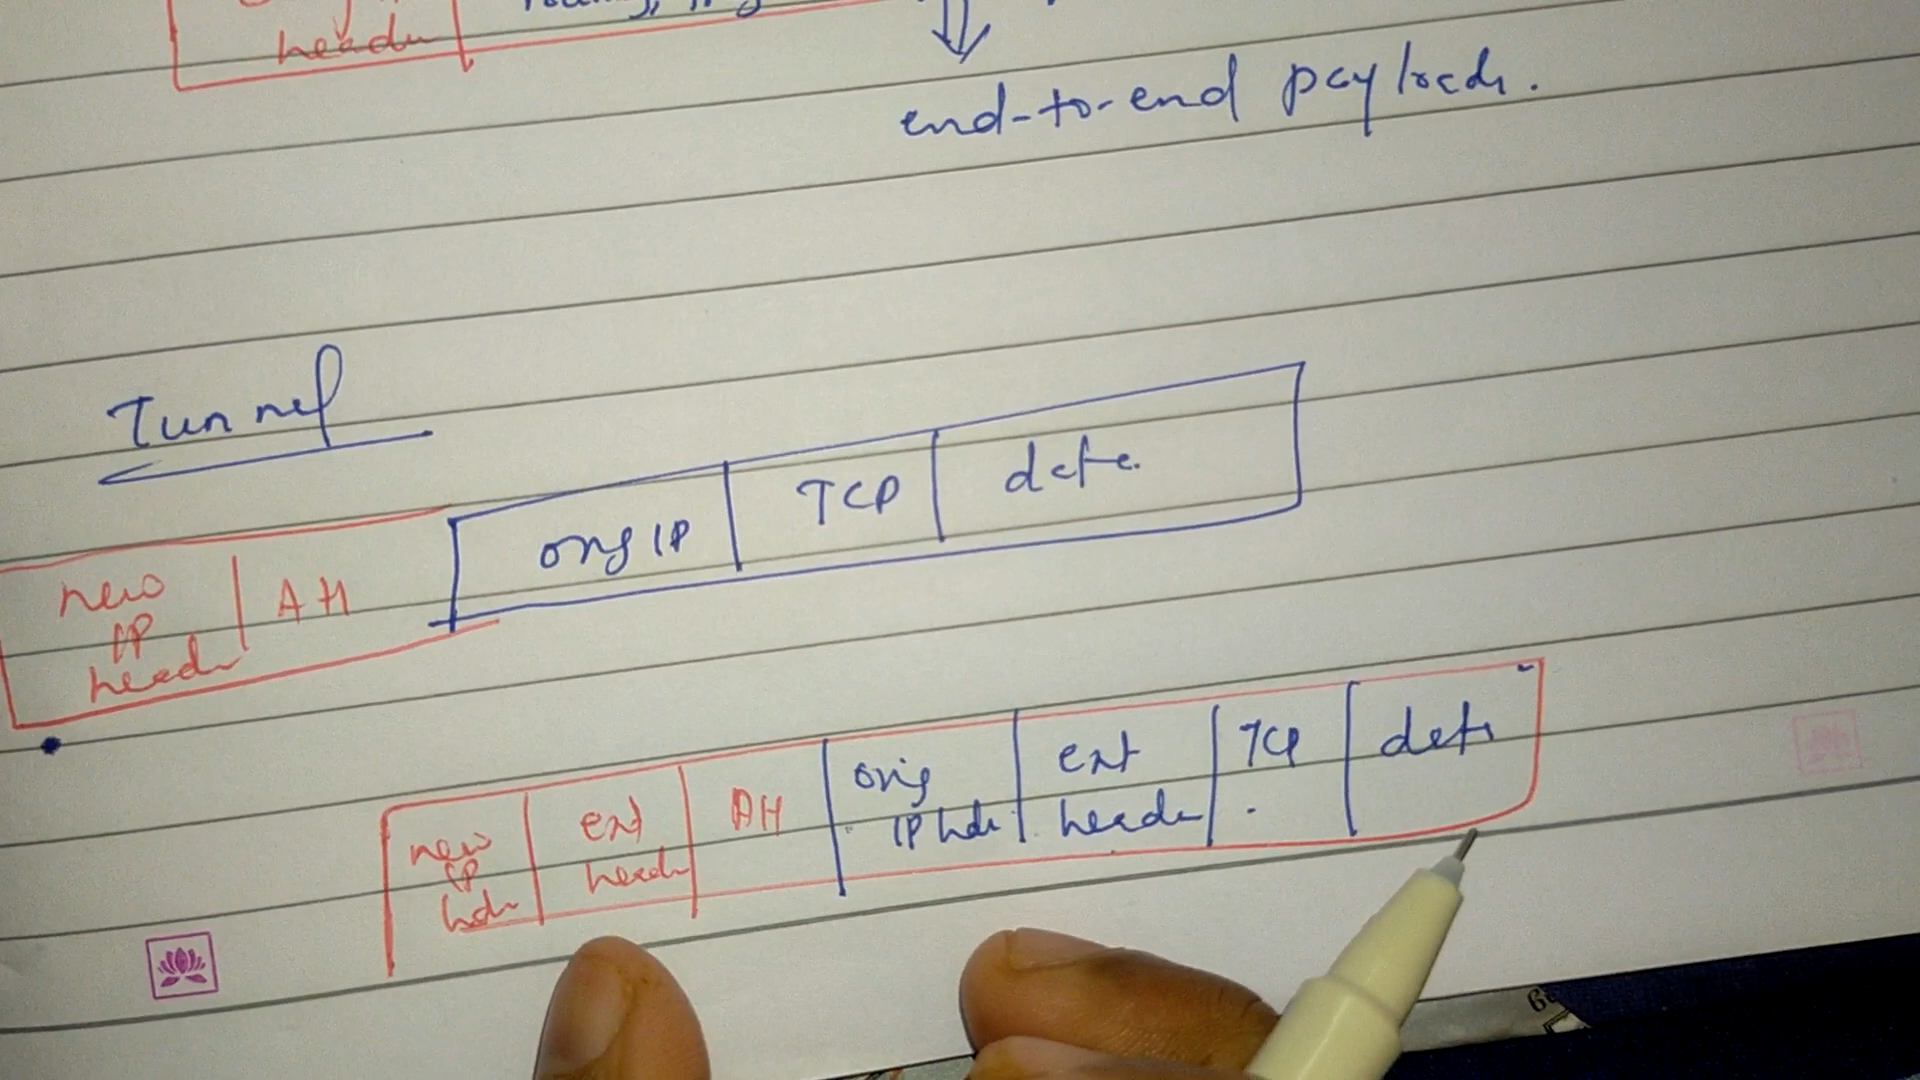 header
end-to-end payload.
Tunnel
new IP header AH orig IP TCP data
new IP hdr ext header AH orig IP hdr ext header TCP data